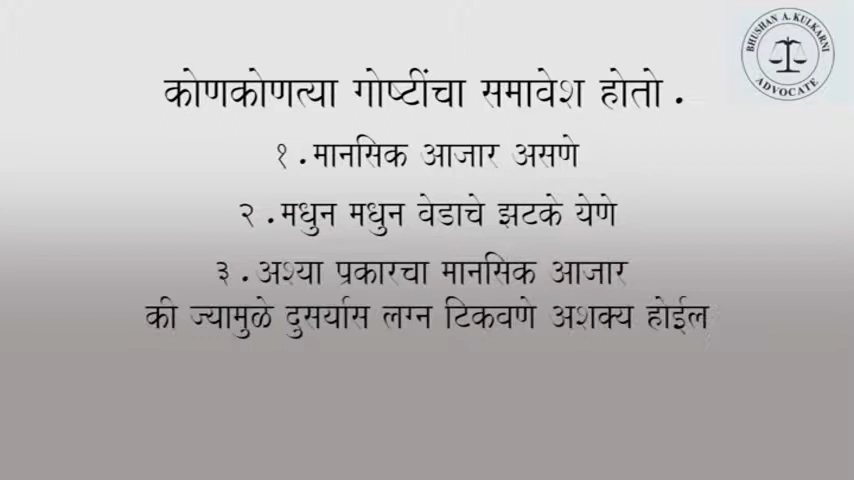 BHUSHAN A. KULKARNI
ADVOCATE
कोणकोणत्या गोष्टींचा समावेश होतो .
१ . मानसिक आजार असणे
२ . मधुन मधुन वेडाचे झटके येणे
३ . अश्या प्रकारचा मानसिक आजार
की ज्यामुळे दुसर्यास लग्न टिकवणे अशक्य होईल